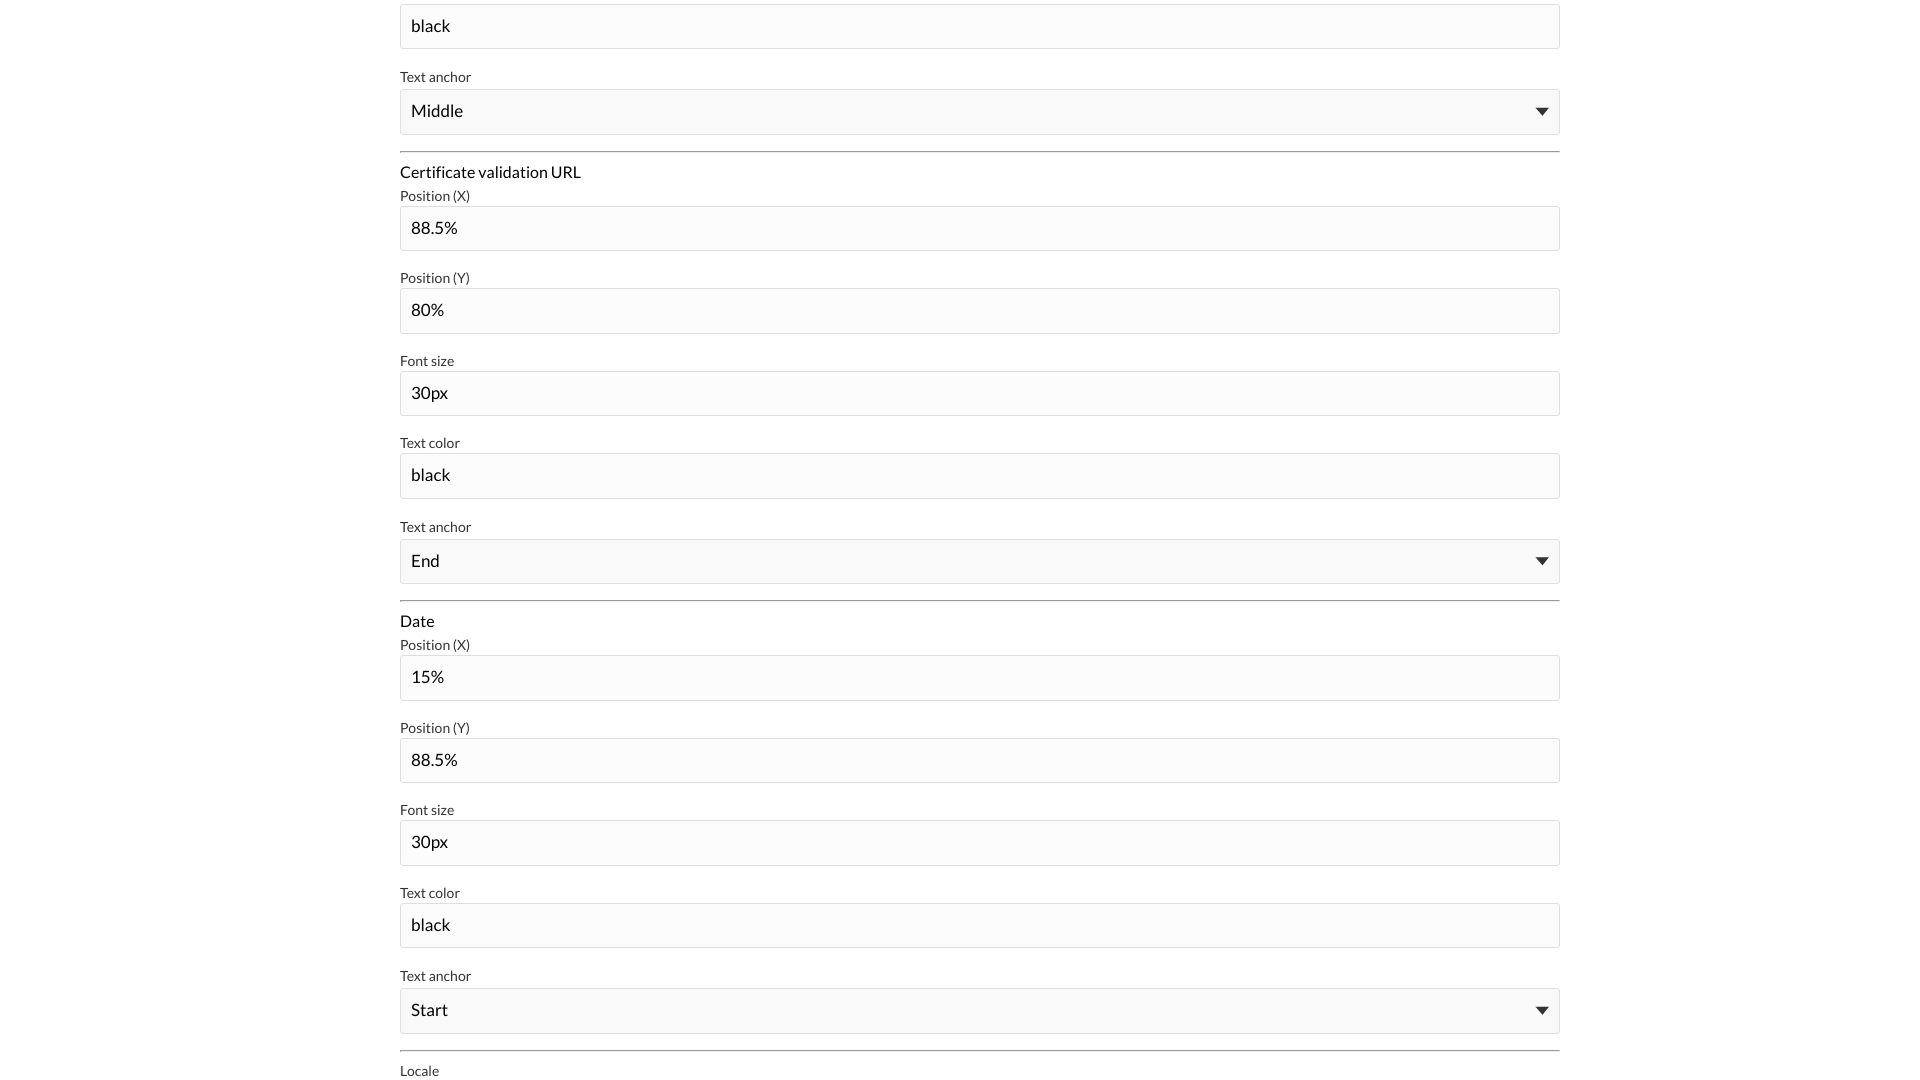 black
Text anchor
Middle
Certificate validation URL
Position (X)
88.5%
Position (Y)
80%
Font size
30px
Text color
black
Text anchor
End
Date
Position (X)
15%
Position (Y)
88.5%
Font size
30px
Text color
black
Text anchor
Start
Locale